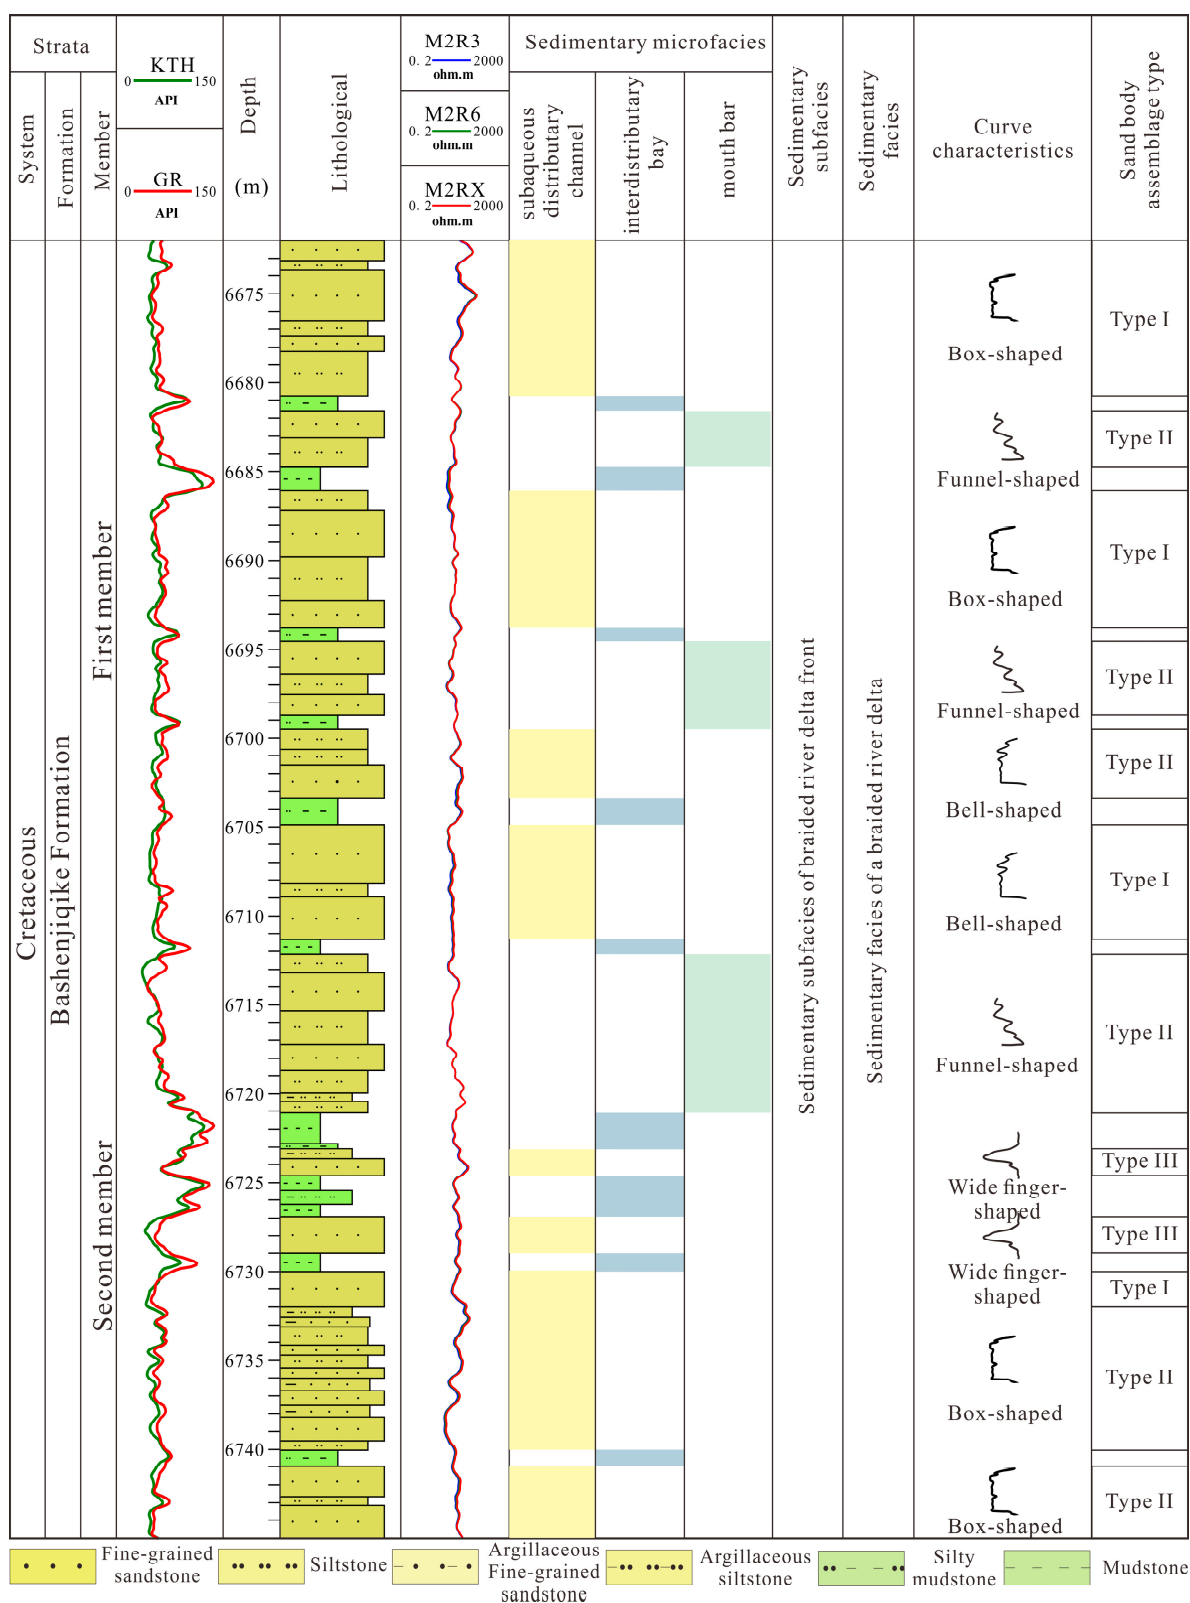 Strata
System
Formation
Member
KTH
0 150
API
GR
0 150
API
Depth
(m)
Lithological
M2R3
0. 2 2000
ohm.m
M2R6
0. 2 2000
ohm.m
M2RX
0. 2 2000
ohm.m
Sedimentary microfacies
subaqueous
distributary
channel
interdistributary
bay
mouth bar
Sedimentary
subfacies
Sedimentary
facies
Curve
characteristics
Sand body
assemblage type
Cretaceous
Bashenjiqike Formation
First member
Second member
6675
6680
6685
6690
6695
6700
6705
6710
6715
6720
6725
6730
6735
6740
Sedimentary subfacies of braided river delta front
Sedimentary facies of a braided river delta
Box-shaped
Funnel-shaped
Box-shaped
Funnel-shaped
Bell-shaped
Bell-shaped
Funnel-shaped
Wide finger-
shaped
Wide finger-
shaped
Box-shaped
Box-shaped
Type I
Type II
Type I
Type II
Type II
Type I
Type II
Type III
Type III
Type I
Type II
Type II
Fine-grained
sandstone
Siltstone
Argillaceous
Fine-grained
sandstone
Argillaceous
siltstone
Silty
mudstone
Mudstone